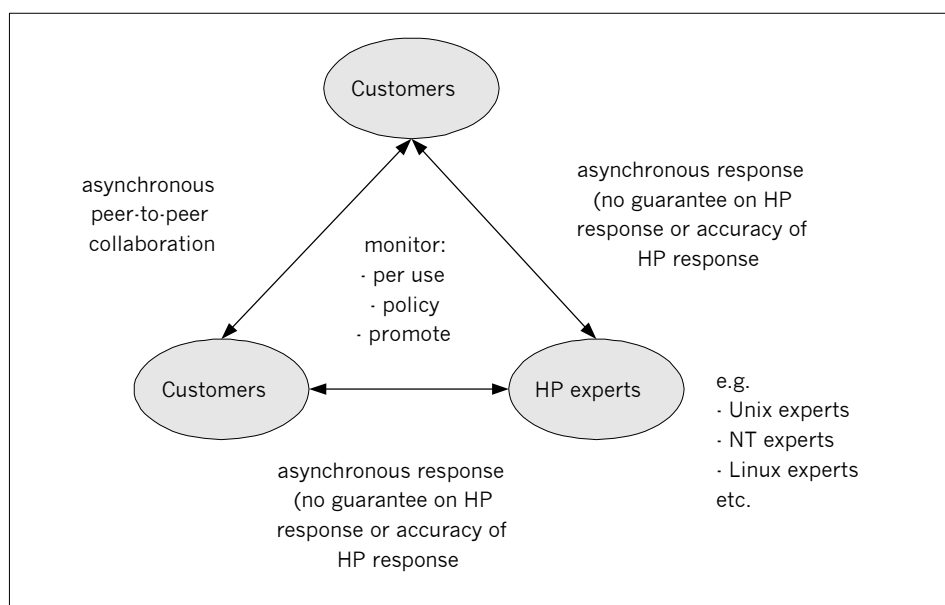 Customers
asynchronous
peer-to-peer
collaboration
asynchronous response
(no guarantee on HP
response or accuracy of
HP response
monitor:
- per use
- policy
- promote
Customers
HP experts
e.g.
- Unix experts
- NT experts
- Linux experts
etc.
asynchronous response
(no guarantee on HP
response or accuracy of
HP response